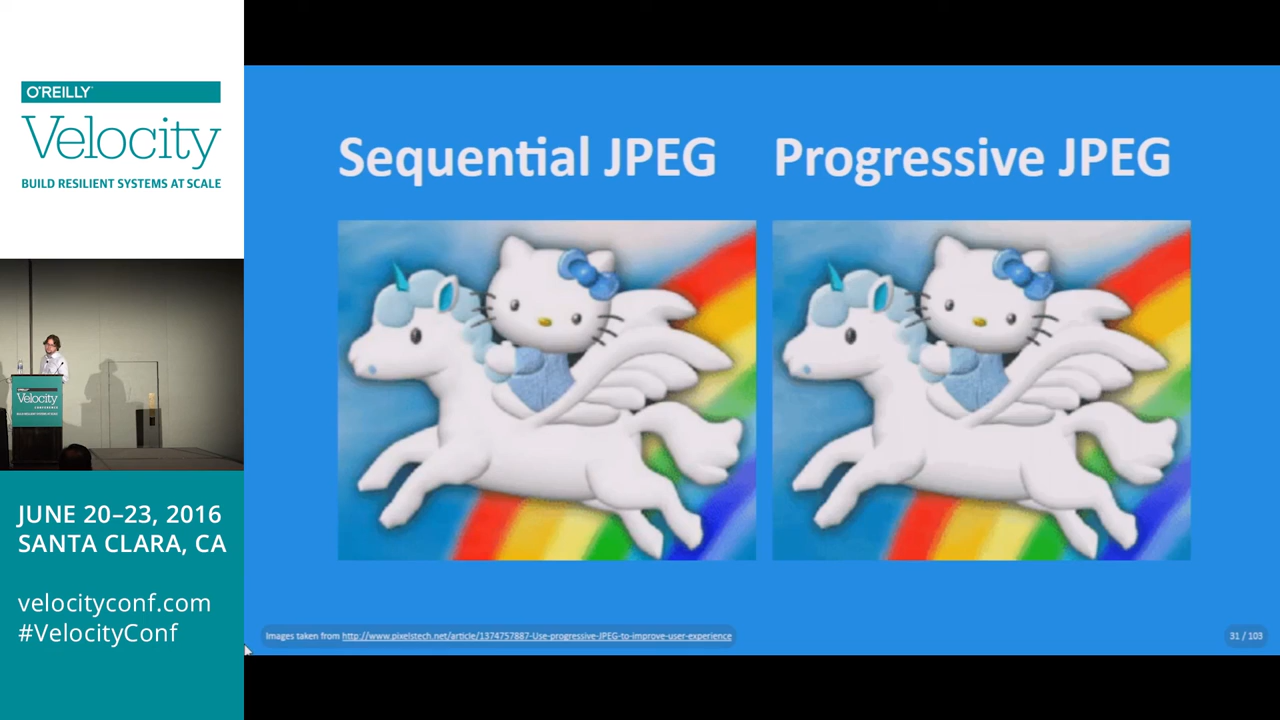 O'REILLY
Velocity
BUILD RESILIENT SYSTEMS AT SCALE
Velocity
JUNE 20–23, 2016
SANTA CLARA, CA
velocityconf.com
#VelocityConf
Sequential JPEG
Progressive JPEG
Images taken from http://www.pixelstech.net/article/1374757887-Use-progressive-JPEG-to-improve-user-experience
31 / 103